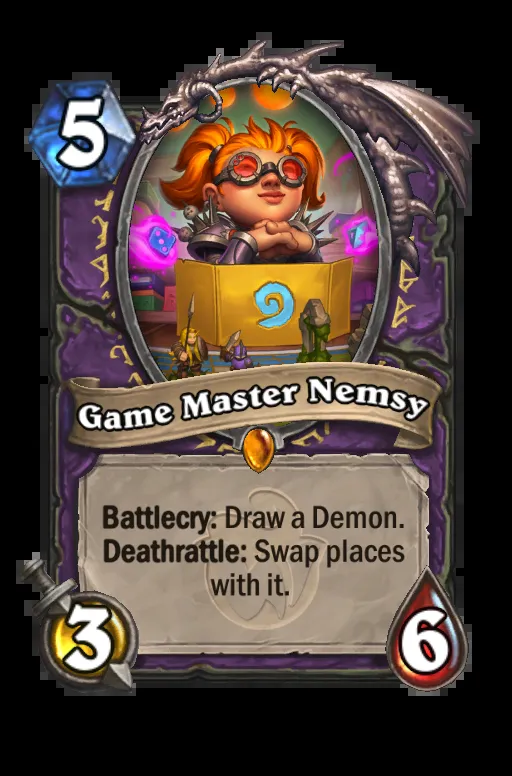 5
Game Master Nemsy
Battlecry: Draw a Demon.
Deathrattle: Swap places
with it.
3
6